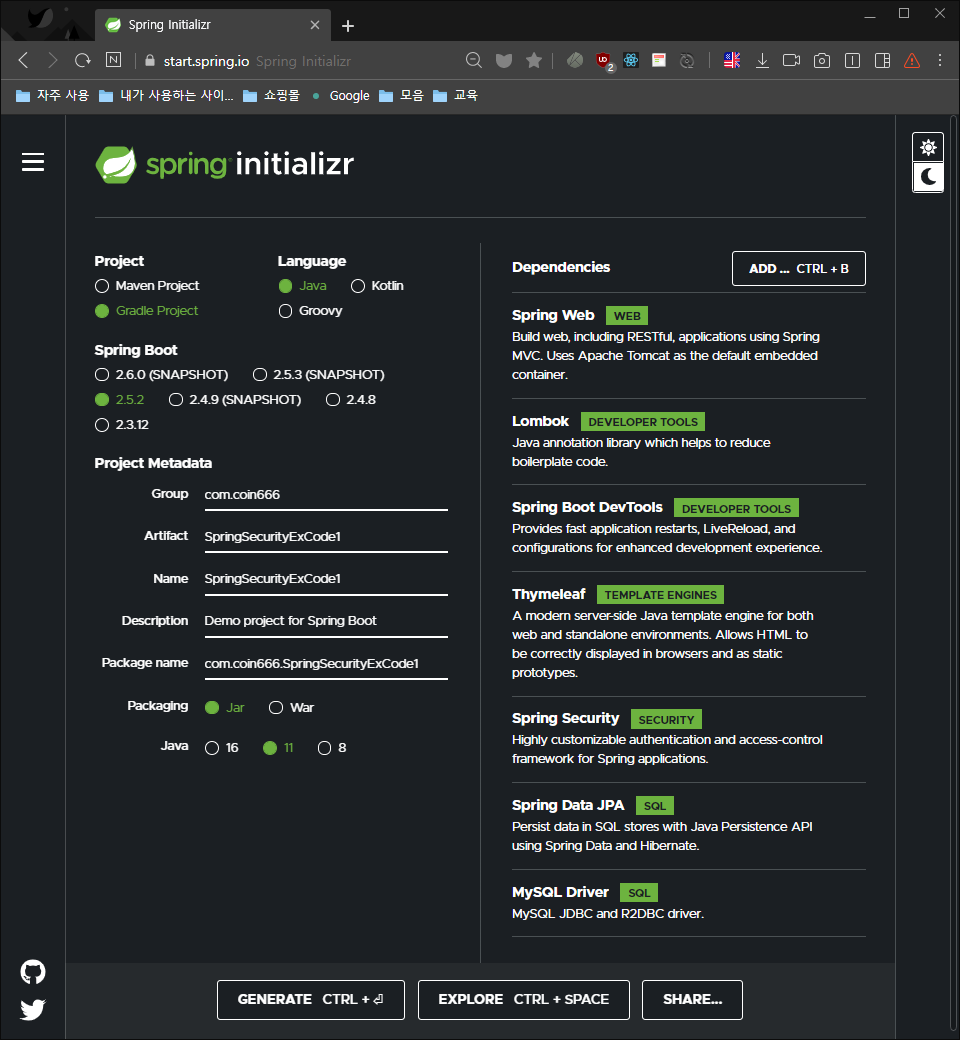 Spring Initializr
start.spring.io Spring Initializr
자주 사용 내가 사용하는 사이... 쇼핑몰 Google 모음 교육
spring initializr
Project
Maven Project
Gradle Project
Language
Java Kotlin
Groovy
Spring Boot
2.6.0 (SNAPSHOT) 2.5.3 (SNAPSHOT)
2.5.2 2.4.9 (SNAPSHOT) 2.4.8
2.3.12
Project Metadata
Group com.coin666
Artifact SpringSecurityExCode1
Name SpringSecurityExCode1
Description Demo project for Spring Boot
Package name com.coin666.SpringSecurityExCode1
Packaging Jar War
Java 16 11 8
Dependencies ADD ... CTRL + B
Spring Web WEB
Build web, including RESTful, applications using Spring
MVC. Uses Apache Tomcat as the default embedded
container.
Lombok DEVELOPER TOOLS
Java annotation library which helps to reduce
boilerplate code.
Spring Boot DevTools DEVELOPER TOOLS
Provides fast application restarts, LiveReload, and
configurations for enhanced development experience.
Thymeleaf TEMPLATE ENGINES
A modern server-side Java template engine for both
web and standalone environments. Allows HTML to
be correctly displayed in browsers and as static
prototypes.
Spring Security SECURITY
Highly customizable authentication and access-control
framework for Spring applications.
Spring Data JPA SQL
Persist data in SQL stores with Java Persistence API
using Spring Data and Hibernate.
MySQL Driver SQL
MySQL JDBC and R2DBC driver.
GENERATE CTRL + ⏎ EXPLORE CTRL + SPACE SHARE...